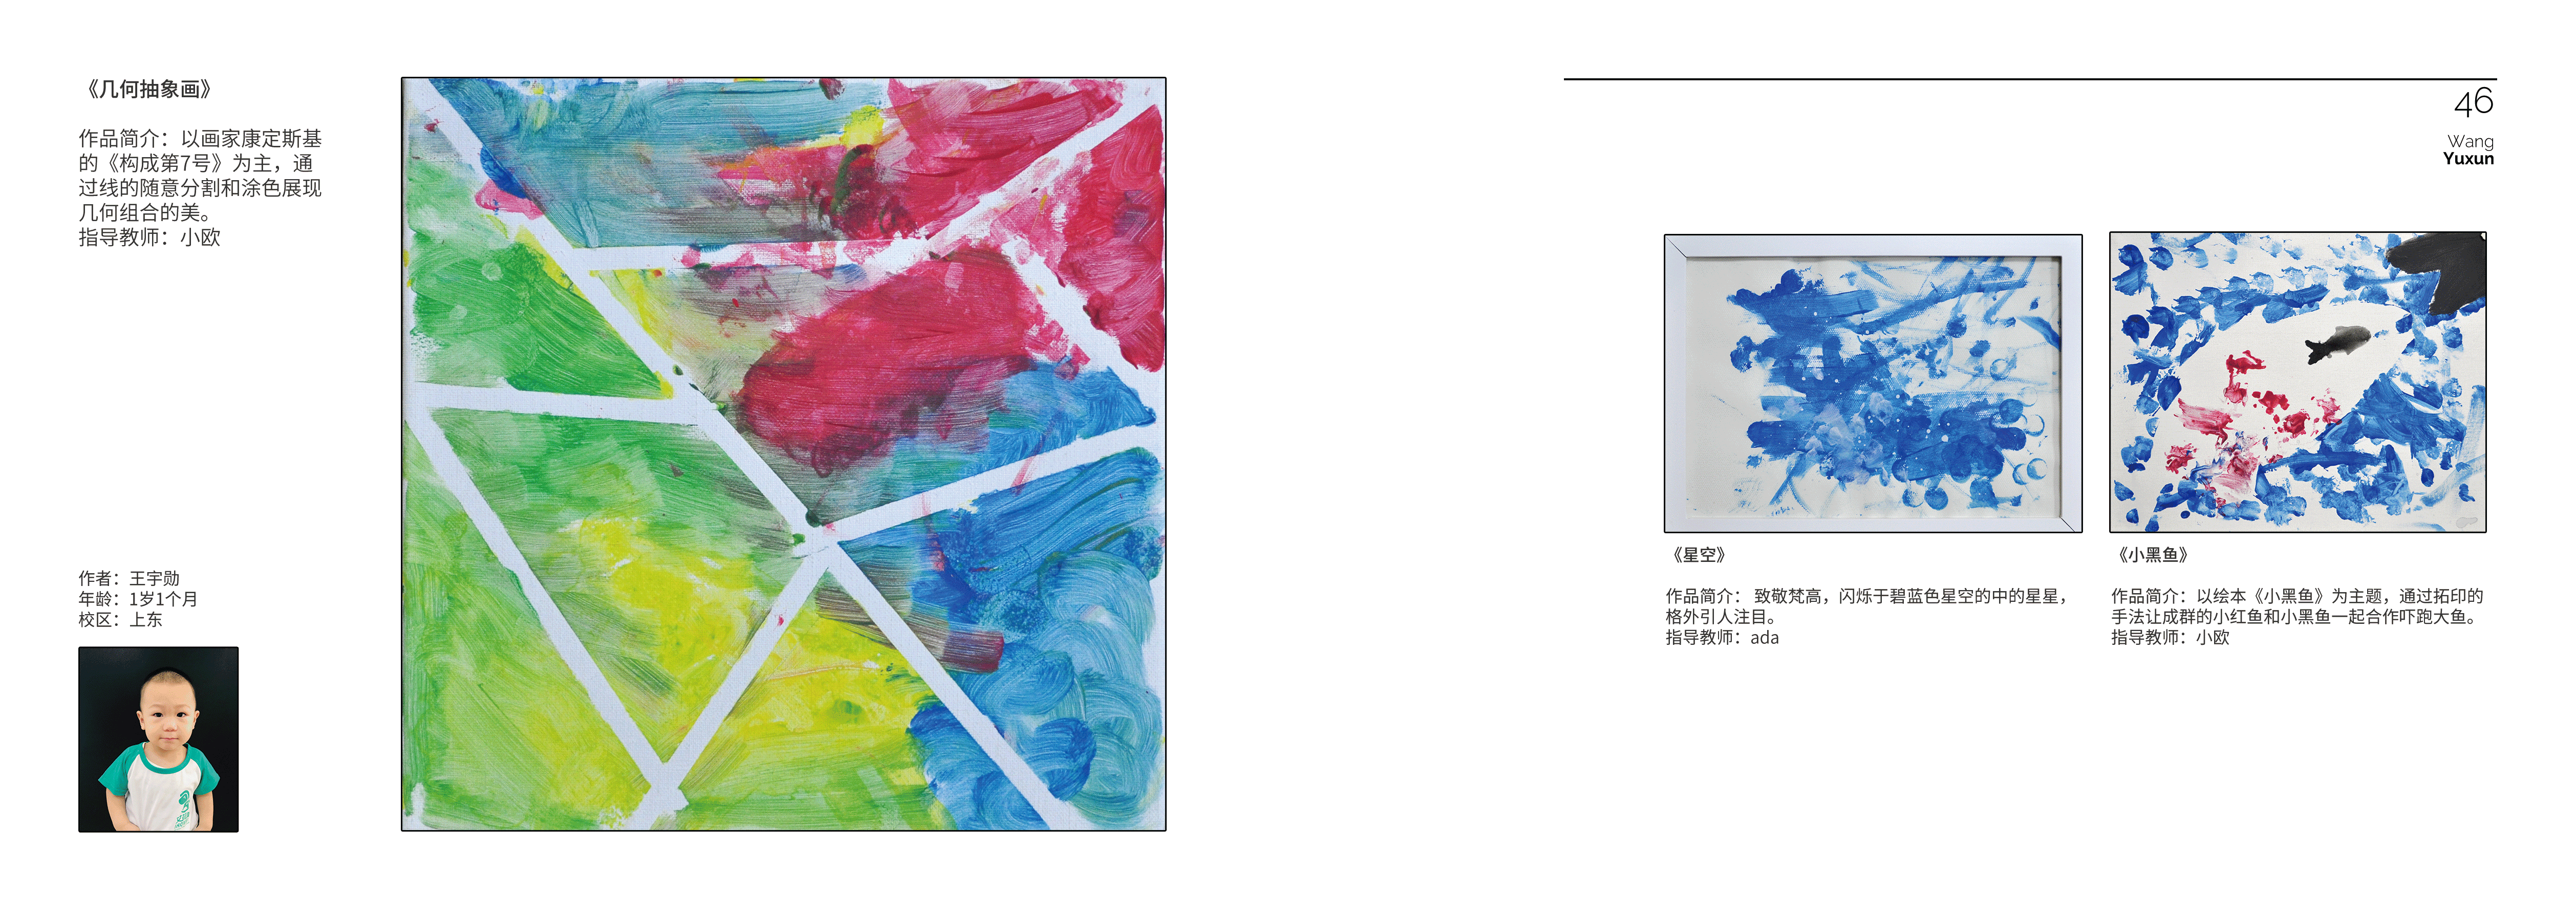 《几何抽象画》
作品简介：以画家康定斯基
的《构成第7号》为主，通
过线的随意分割和涂色展现
几何组合的美。
指导教师：小欧
作者：王宇勋
年龄：1岁1个月
校区：上东
46
Wang
Yuxun
《星空》
作品简介： 致敬梵高，闪烁于碧蓝色星空的中的星星，
格外引人注目。
指导教师：ada
《小黑鱼》
作品简介：以绘本《小黑鱼》为主题，通过拓印的
手法让成群的小红鱼和小黑鱼一起合作吓跑大鱼。
指导教师：小欧